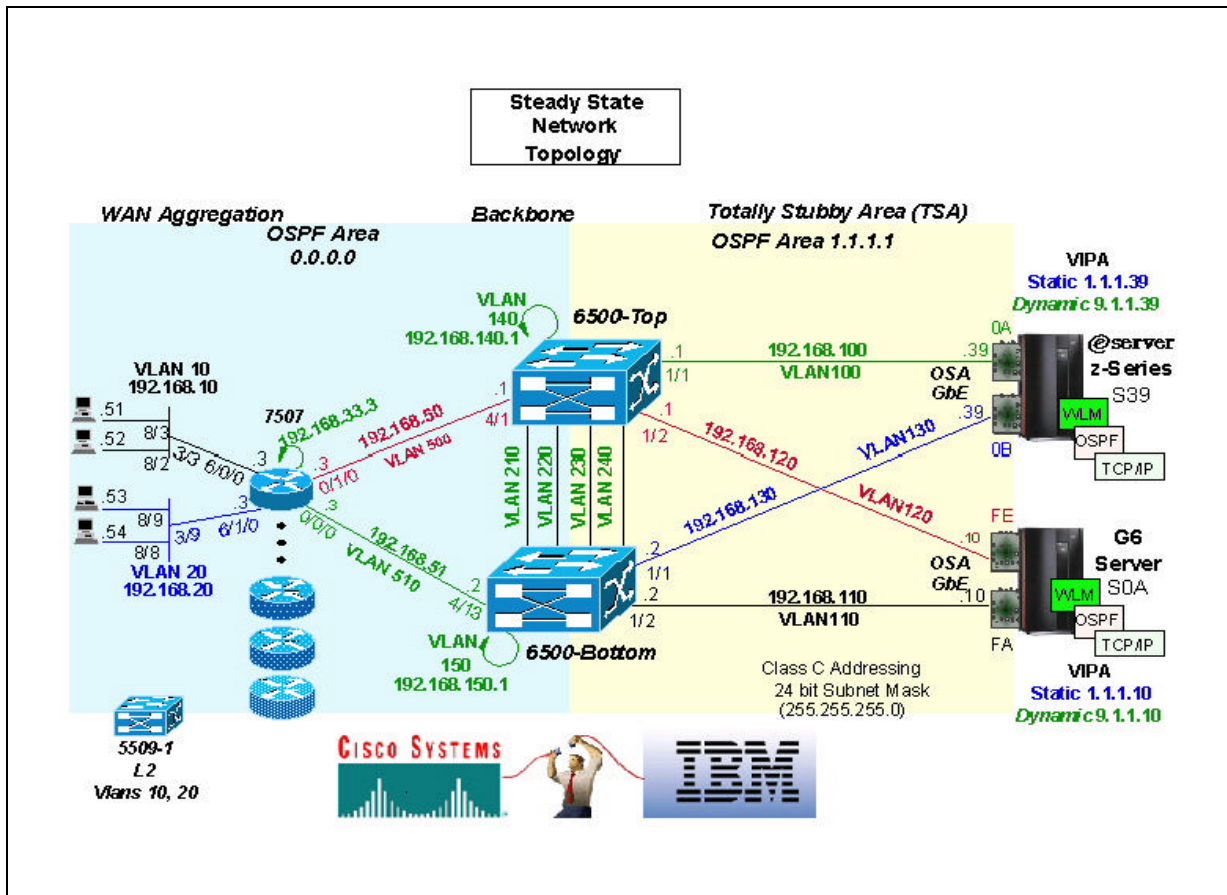 Steady State
Network
Topology
WAN Aggregation
Backbone
Totally Stubby Area (TSA)
OSPF Area
0.0.0.0
OSPF Area 1.1.1.1
VIPA
Static 1.1.1.39
Dynamic 9.1.1.39
VLAN
140
192.168.140.1
6500-Top
0A
.1
192.168.100
.39
1/1
VLAN100
OSA
GbE
@server
z-Series
S39
WLM
OSPF
TCP/IP
.39
0B
VLAN130
VLAN 10
192.168.10
.51
8/3
.52
8/2
3/3
6/0/0
.3
7507
192.168.33.3
.3
0/1/0
192.168.50
VLAN 500
.1
4/1
.1
1/2
192.168.120
VLAN120
VLAN 210
VLAN 220
VLAN 230
VLAN 240
.53
8/9
.54
8/8
3/9
6/1/0
.3
VLAN 20
192.168.20
.3
0/0/0
192.168.51
VLAN 510
.2
4/13
192.168.130
.2
1/1
.2
1/2
192.168.110
VLAN110
FE
.10
OSA
GbE
.10
FA
G6
Server
S0A
WLM
OSPF
TCP/IP
VLAN
150
192.168.150.1
6500-Bottom
Class C Addressing
24 bit Subnet Mask
(255.255.255.0)
VIPA
Static 1.1.1.10
Dynamic 9.1.1.10
5509-1
L2
Vlans 10, 20
CISCO SYSTEMS
IBM